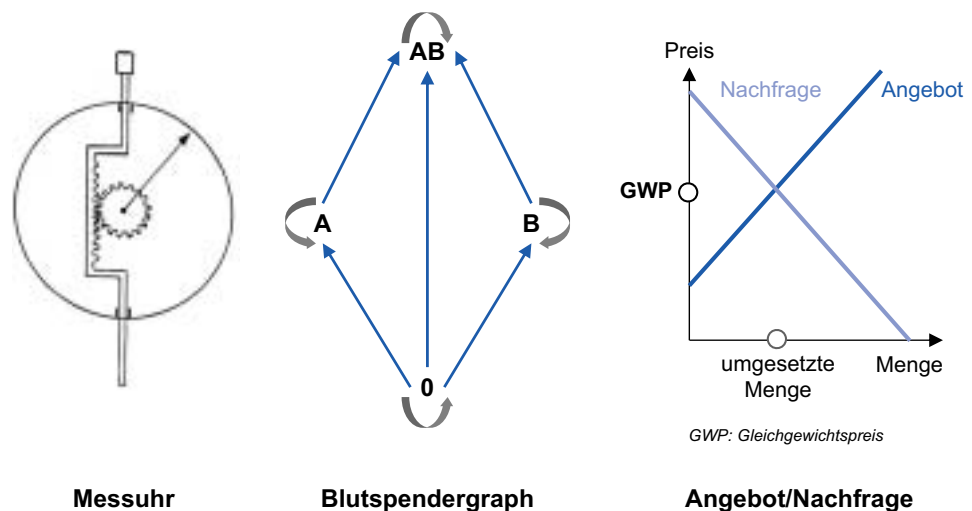 AB
A
B
0
Preis
Nachfrage
Angebot
GWP
umgesetzte
Menge
Menge
GWP: Gleichgewichtspreis
Messuhr
Blutspendergraph
Angebot/Nachfrage